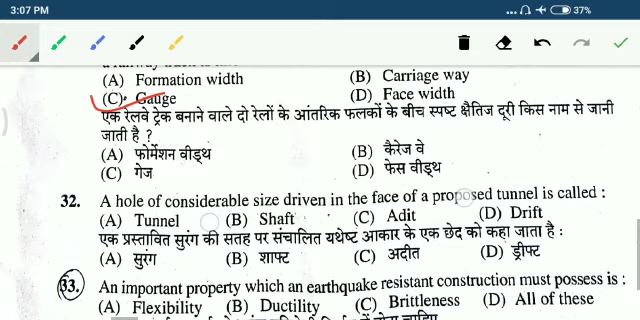 3:07 PM
37%
(A) Formation width (B) Carriage way
(C) Gauge (D) Face width
एक रेलवे ट्रेक बनाने वाले दो रेलों के आंतरिक फलकों के बीच स्पष्ट क्षैतिज दूरी किस नाम से जानी
जाती है ?
(A) फोर्मेशन वीड्थ (B) कैरेज वे
(C) गेज (D) फेस वीड्थ
32. A hole of considerable size driven in the face of a proposed tunnel is called :
(A) Tunnel (B) Shaft (C) Adit (D) Drift
एक प्रस्तावित सुरंग की सतह पर संचालित यथेष्ट आकार के एक छेद को कहा जाता है :
(A) सुरंग (B) शाफ्ट (C) अदीत (D) ड्रीफ्ट
33. An important property which an earthquake resistant construction must possess is :
(A) Flexibility (B) Ductility (C) Brittleness (D) All of these